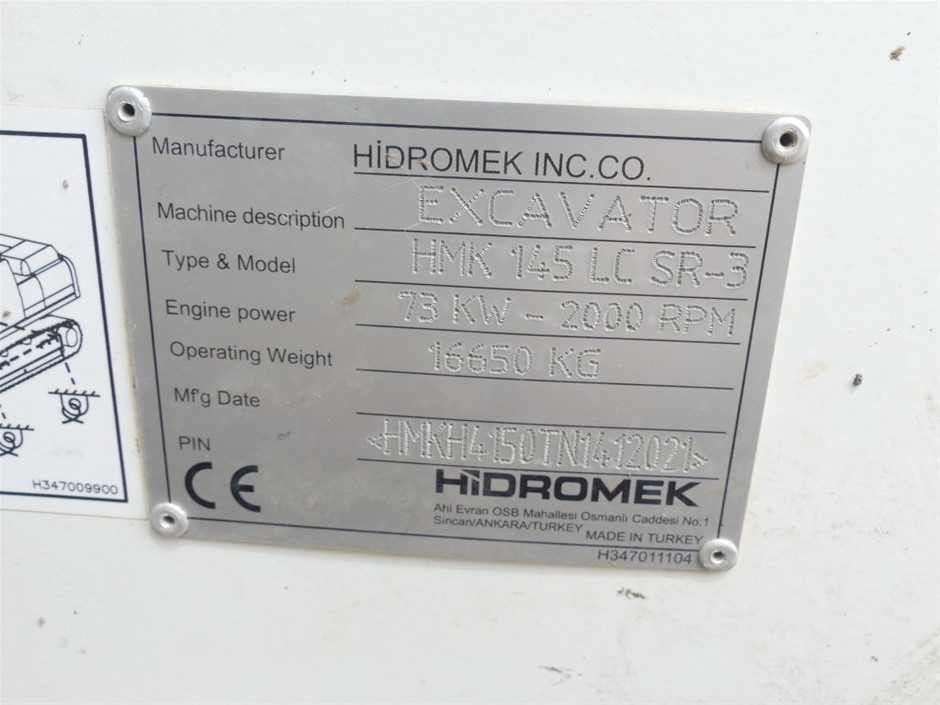 Manufacturer HİDROMEK INC.CO.
Machine description EXCAVATOR
Type & Model HMK 145 LC SR-3
Engine power 73 KW - 2000 RPM
Operating Weight 16650 KG
Mf'g Date
PIN <HMKH4150TN1412021>
CE HİDROMEK
Ahi Evran OSB Mahallesi Osmanlı Caddesi No:1
Sincan/ANKARA/TURKEY
MADE IN TURKEY
H347011104
H347009900